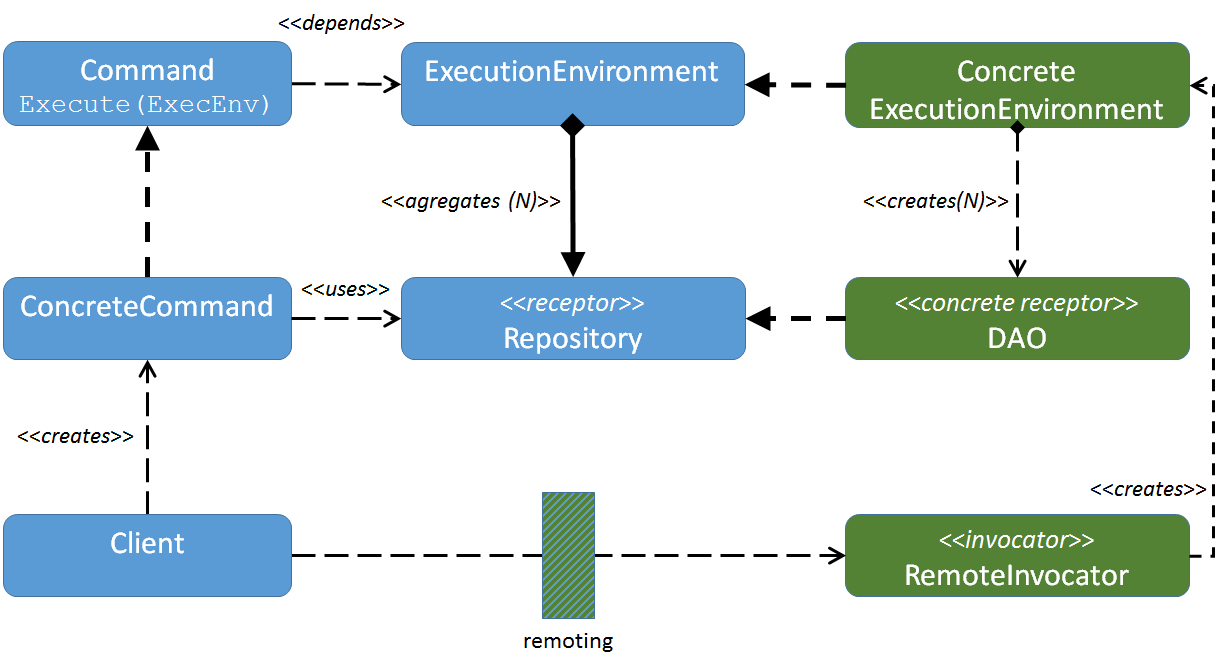 <<depends>>
Command
Execute(ExecEnv)
ExecutionEnvironment
Concrete
ExecutionEnvironment
<<agregates (N)>>
<<creates(N)>>
ConcreteCommand
<<uses>>
<<receptor>>
Repository
<<concrete receptor>>
DAO
<<creates>>
<<creates>>
Client
<<invocator>>
RemoteInvocator
remoting